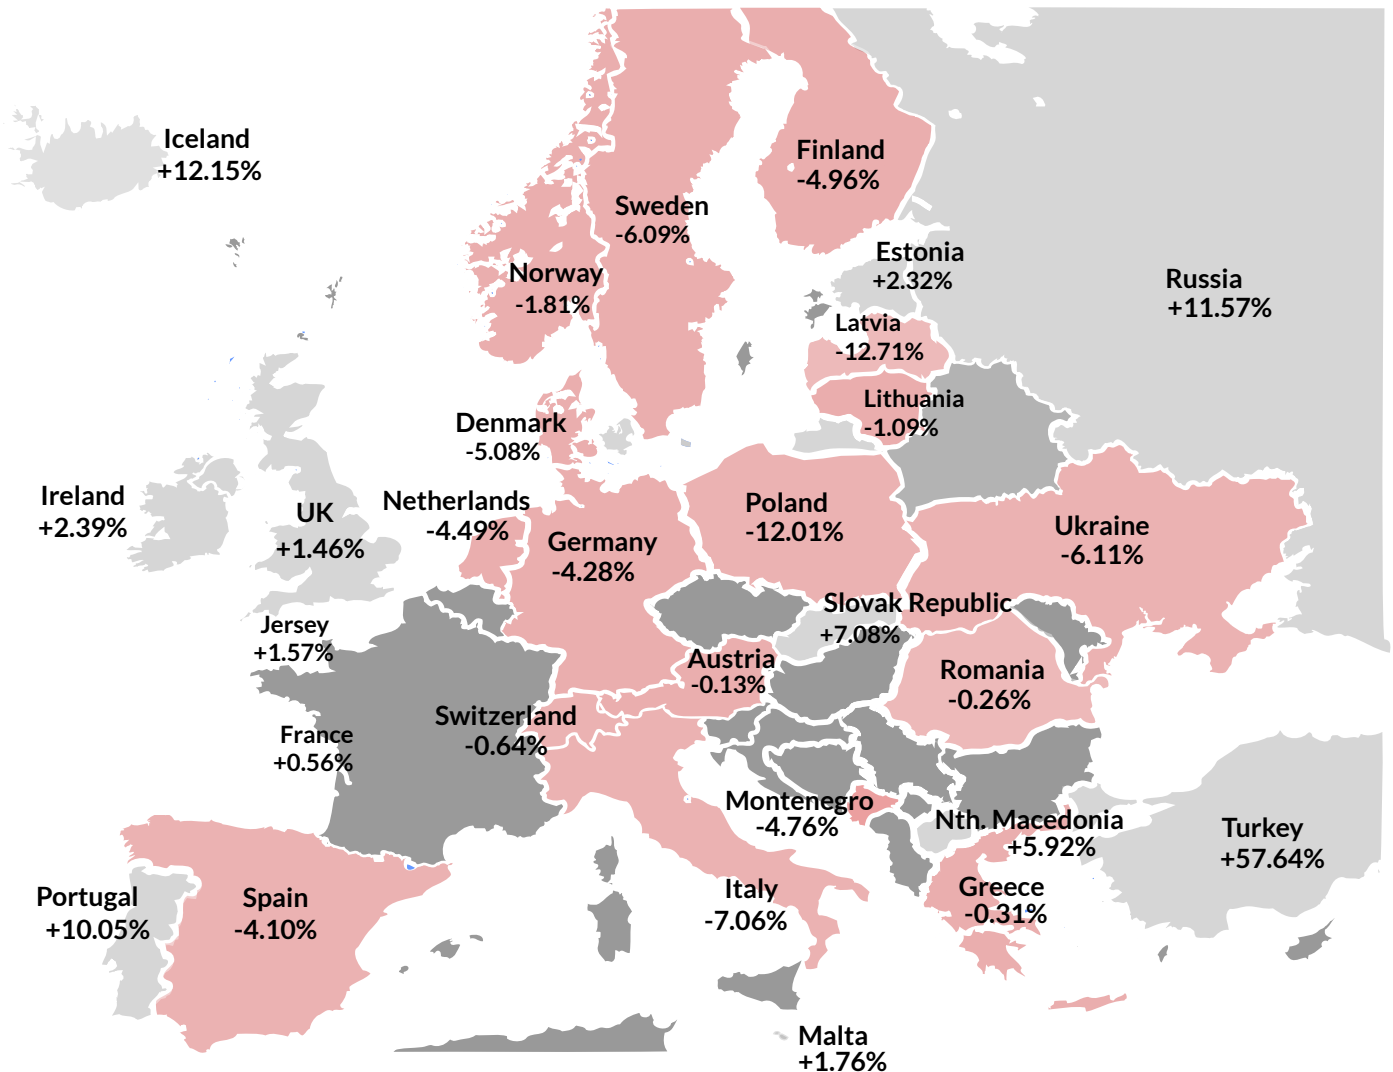 Iceland
+12.15%
Finland
-4.96%
Sweden
-6.09%
Norway
-1.81%
Estonia
+2.32%
Russia
+11.57%
Latvia
-12.71%
Lithuania
-1.09%
Denmark
-5.08%
Ireland
+2.39%
UK
+1.46%
Netherlands
-4.49%
Germany
-4.28%
Poland
-12.01%
Ukraine
-6.11%
Slovak Republic
+7.08%
Jersey
+1.57%
Austria
-0.13%
Romania
-0.26%
Switzerland
-0.64%
France
+0.56%
Montenegro
-4.76%
Nth. Macedonia
+5.92%
Turkey
+57.64%
Portugal
+10.05%
Spain
-4.10%
Italy
-7.06%
Greece
-0.31%
Malta
+1.76%